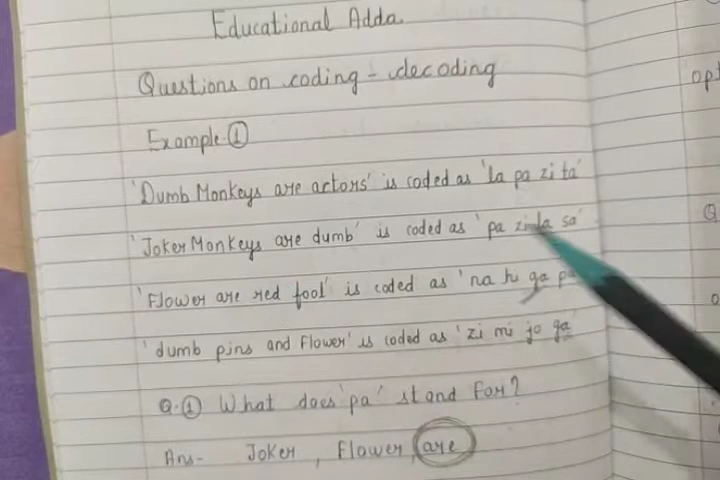 Educational Adda
Questions on coding - decoding
Example ①
'Dumb Monkeys are actors' is coded as 'la pa zi ta'
'Joker Monkeys are dumb' is coded as 'pa zi la sa'
'Flower are red fool' is coded as 'na hi ga
'dumb pins and Flower' is coded as 'zi mi jo ga'
Q.① What does 'pa' stand for?
Ans- Joker, Flower, are
opt
Q